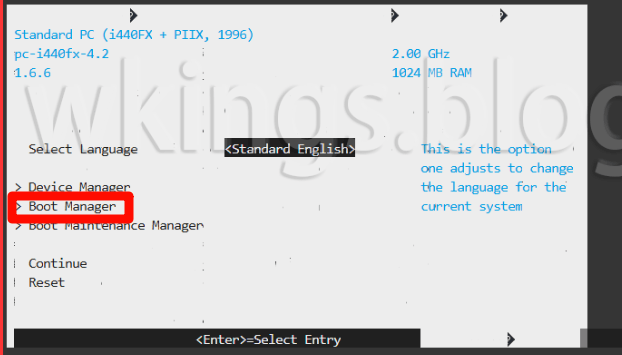 Standard PC (i440FX + PIIX, 1996)
pc-i440fx-4.2 2.00 GHz
1.6.6 1024 MB RAM
wkings.blog
Select Language <Standard English> This is the option
one adjusts to change
> Device Manager the language for the
> Boot Manager current system
> Boot Maintenance Manager
Continue
Reset
<Enter>=Select Entry